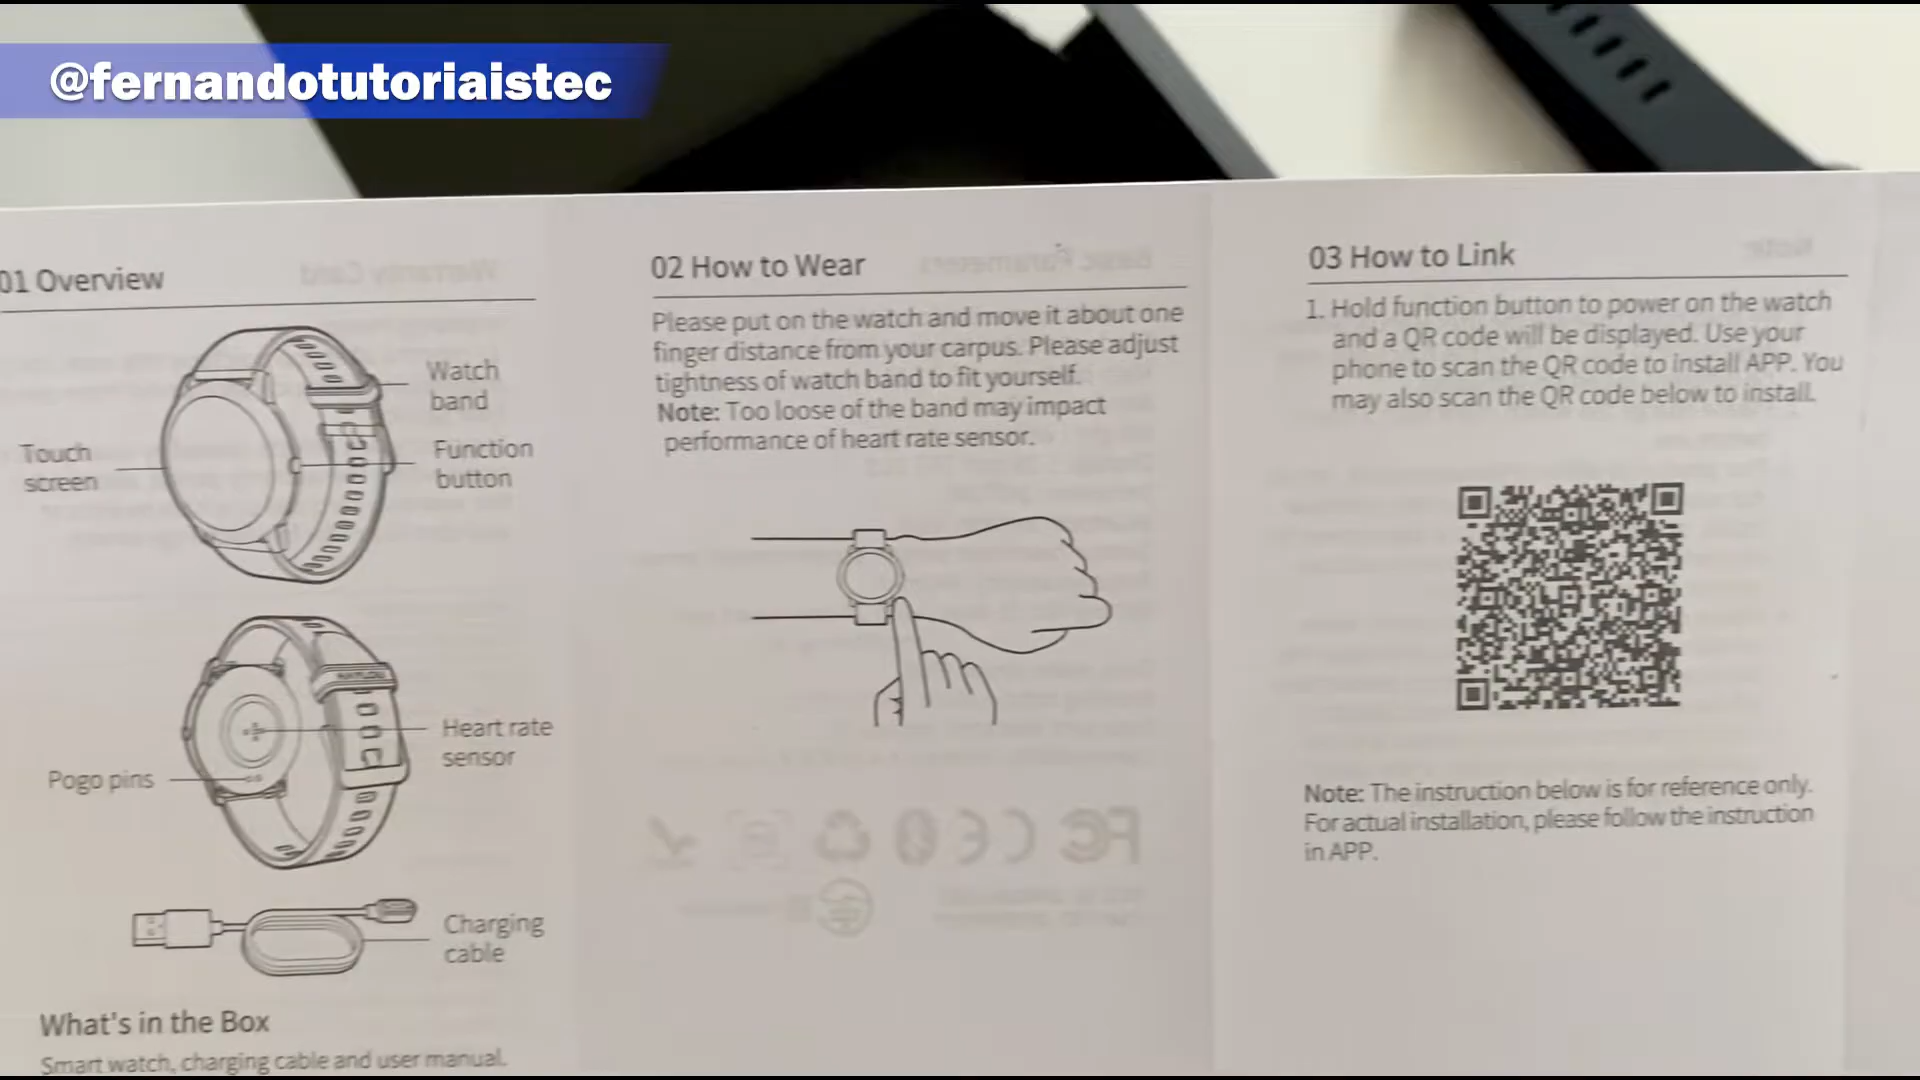 @fernandotutoriaistec
01 Overview
Watch
band
Touch
screen
Function
button
Heart rate
sensor
Pogo pins
Charging
cable
What's in the Box
Smart watch, charging cable and user manual.
02 How to Wear
Please put on the watch and move it about one
finger distance from your carpus. Please adjust
tightness of watch band to fit yourself.
Note: Too loose of the band may impact
performance of heart rate sensor.
03 How to Link
1. Hold function button to power on the watch
and a QR code will be displayed. Use your
phone to scan the QR code to install APP. You
may also scan the QR code below to install.
Note: The instruction below is for reference only.
For actual installation, please follow the instruction
in APP.